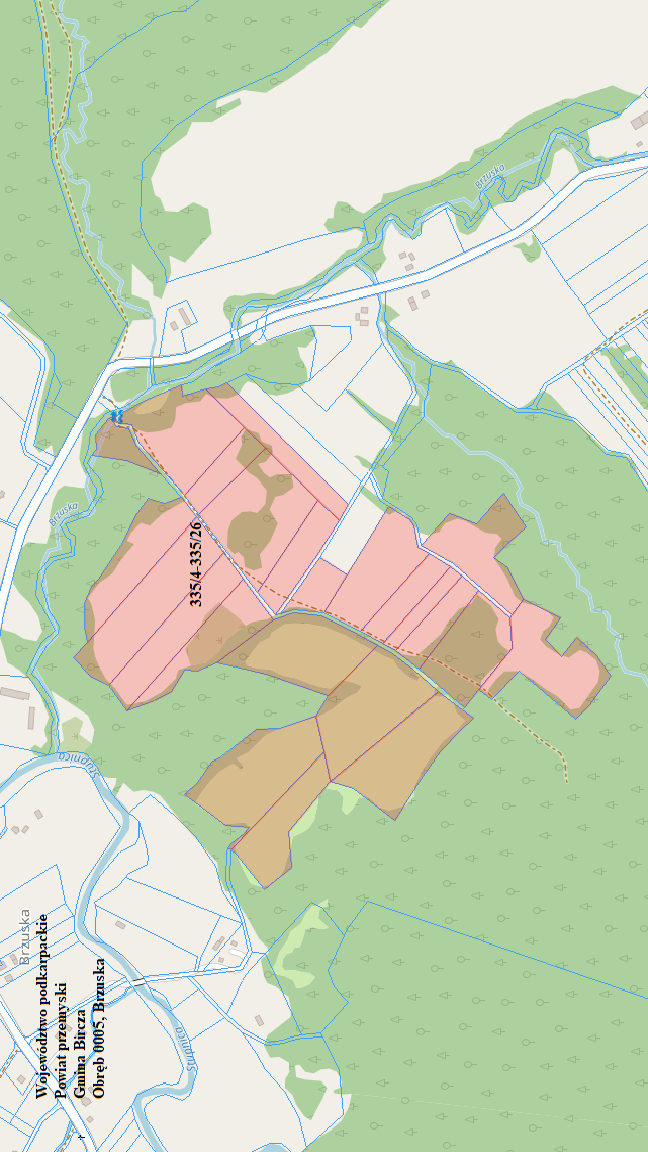 Brzuska
Brzuska
335/4-335/26
Stupnica
Brzuska
Województwo podkarpackie
Powiat przemyski
Gmina Bircza
Obręb 0005, Brzuska
Stupnica